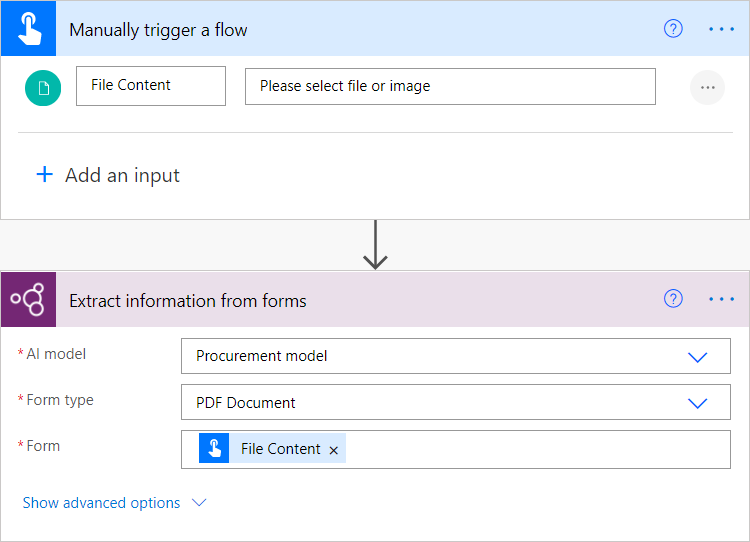 Manually trigger a flow
File Content Please select file or image
+ Add an input
Extract information from forms
* AI model Procurement model
* Form type PDF Document
* Form File Content ×
Show advanced options